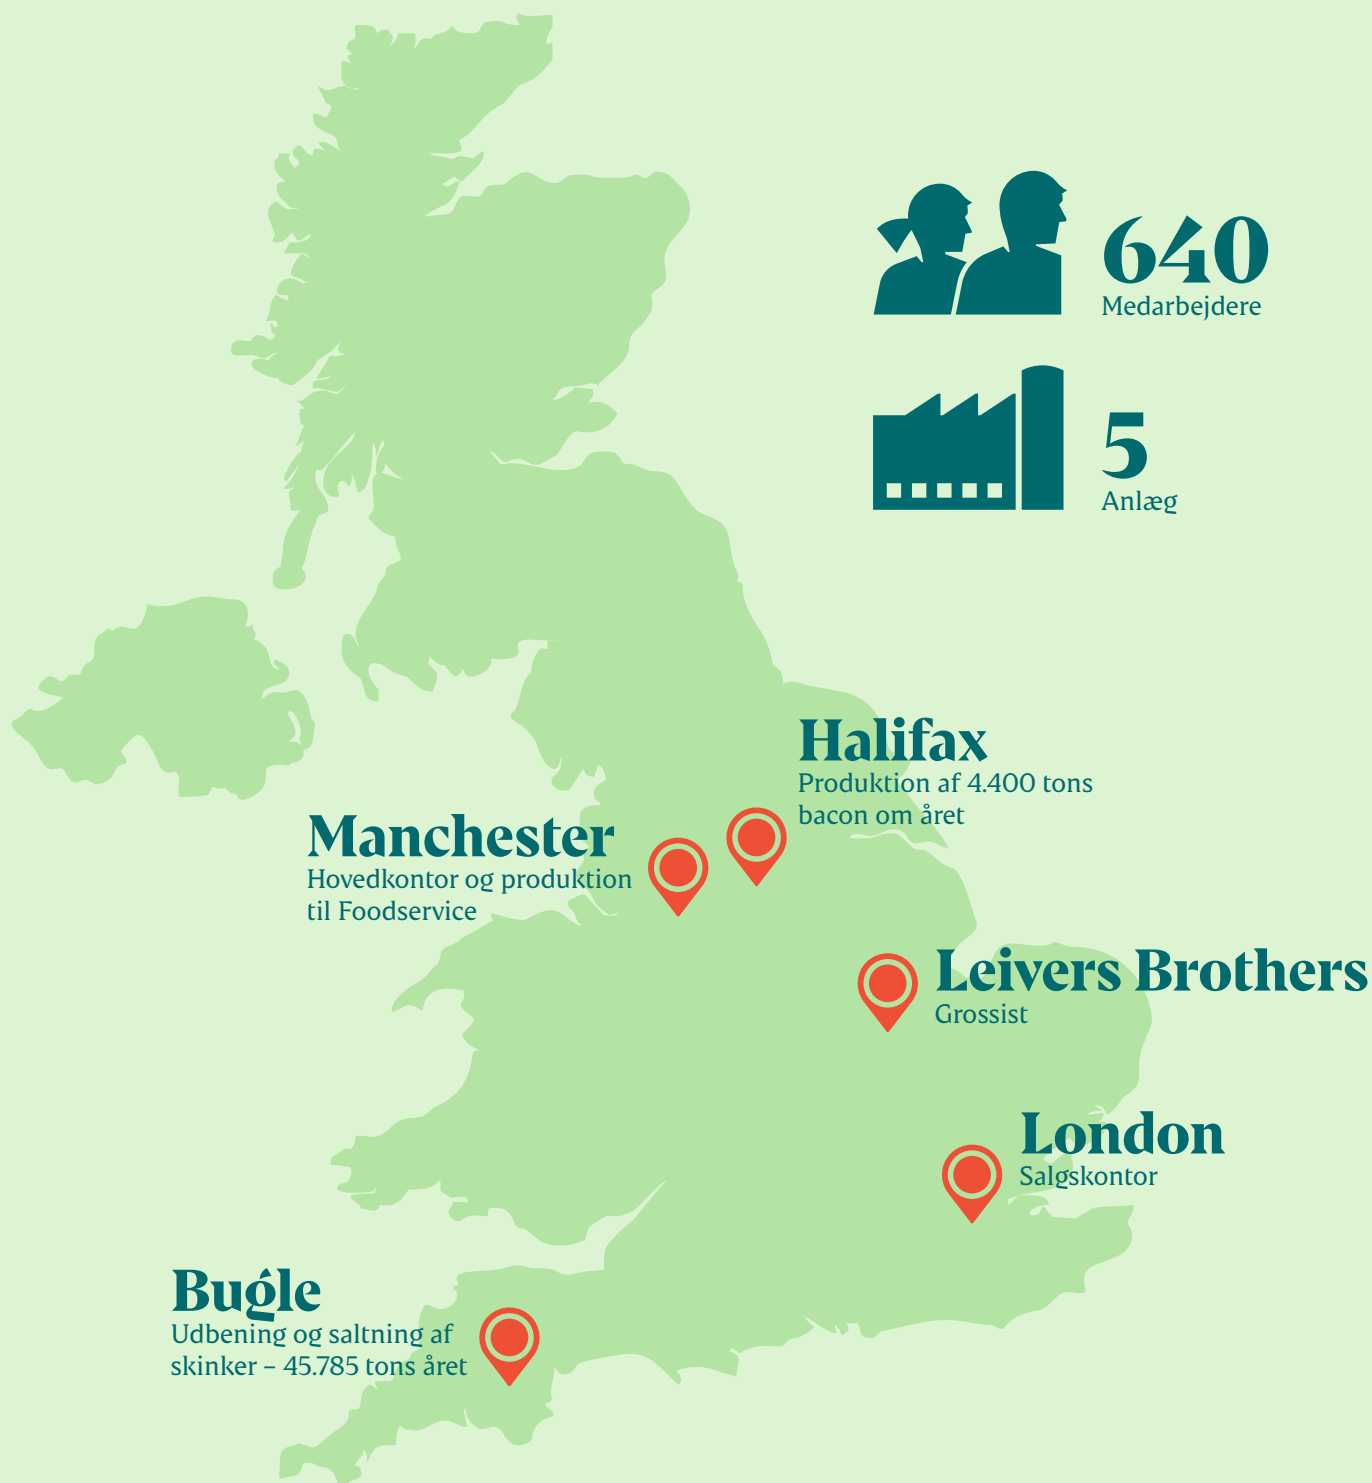 640
Medarbejdere
5
Anlæg
Halifax
Produktion af 4.400 tons
bacon om året
Manchester
Hovedkontor og produktion
til Foodservice
Leivers Brothers
Grossist
London
Salgskontor
Bugle
Udbening og saltning af
skinker – 45.785 tons året